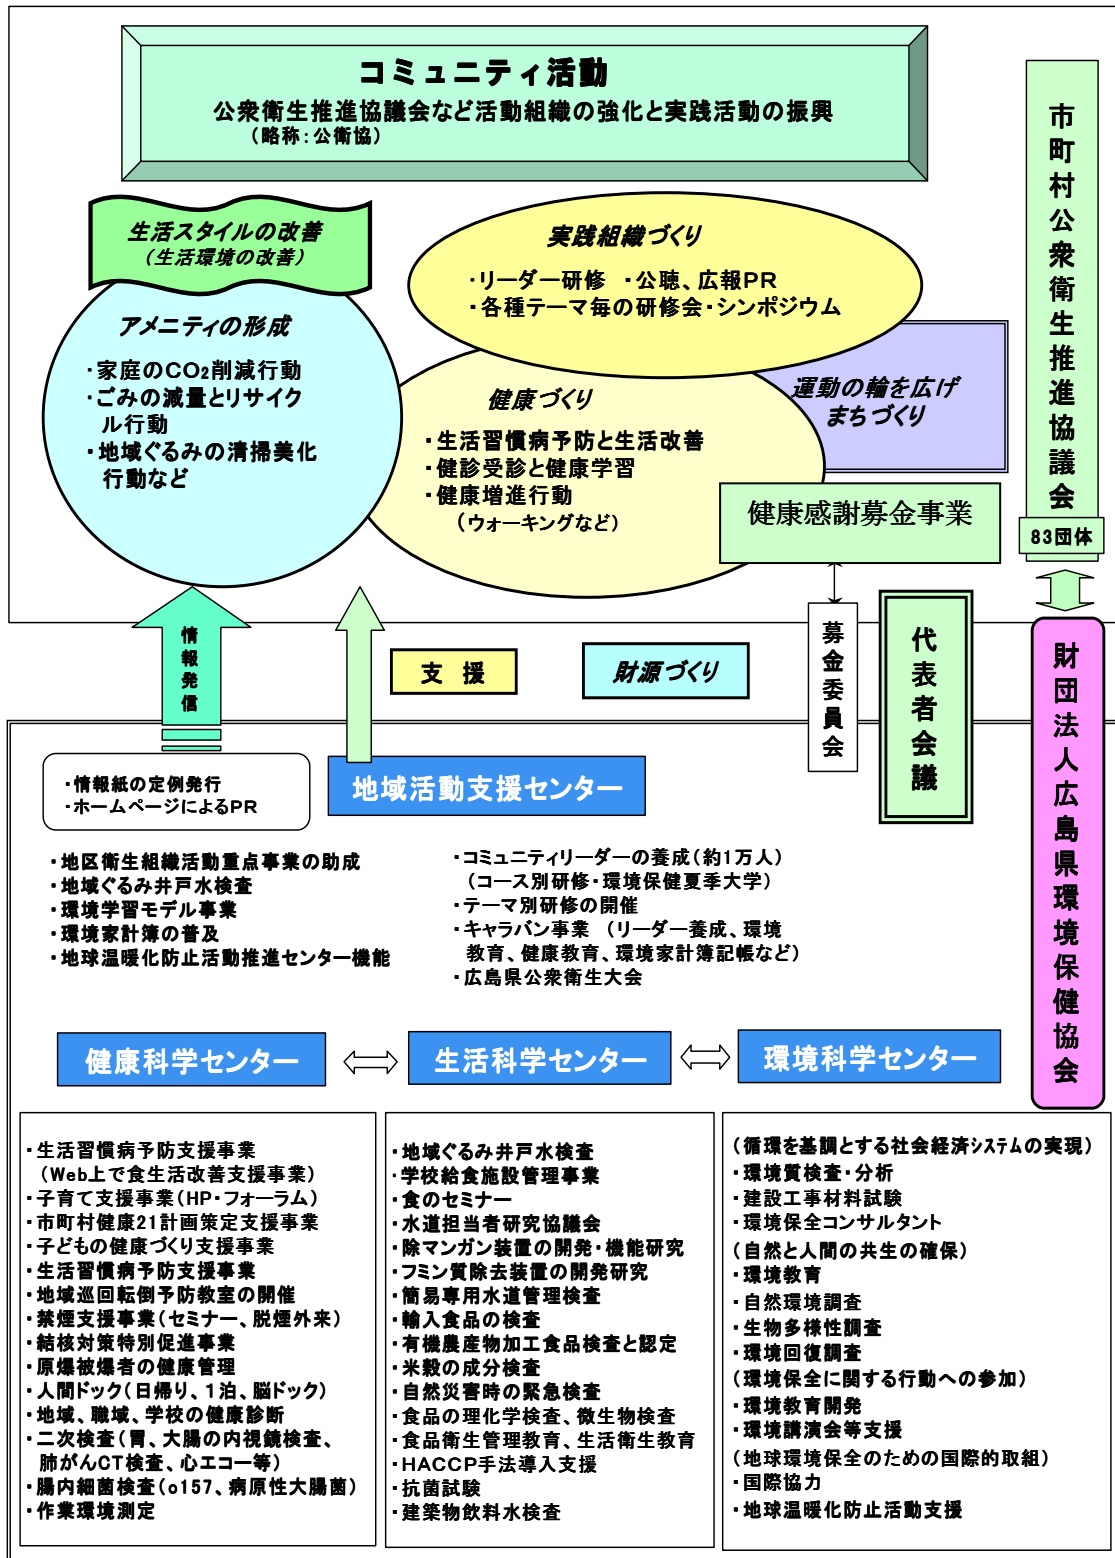 コミュニティ活動
公衆衛生推進協議会など活動組織の強化と実践活動の振興
（略称：公衛協）
市町村公衆衛生推進協議会
83団体
生活スタイルの改善
（生活環境の改善）
アメニティの形成
・家庭のCO₂削減行動
・ごみの減量とリサイク
ル行動
・地域ぐるみの清掃美化
行動など
実践組織づくり
・リーダー研修　・公聴、広報PR
・各種テーマ毎の研修会・シンポジウム
健康づくり
・生活習慣病予防と生活改善
・健診受診と健康学習
・健康増進行動
（ウォーキングなど）
運動の輪を広げ
まちづくり
健康感謝募金事業
情報発信
支　援
財源づくり
募金委員会
代表者会議
財団法人広島県環境保健協会
・情報紙の定例発行
・ホームページによるPR
地域活動支援センター
・地区衛生組織活動重点事業の助成
・地域ぐるみ井戸水検査
・環境学習モデル事業
・環境家計簿の普及
・地球温暖化防止活動推進センター機能
・コミュニティリーダーの養成（約1万人）
（コース別研修・環境保健夏季大学）
・テーマ別研修の開催
・キャラバン事業　（リーダー養成、環境
教育、健康教育、環境家計簿記帳など）
・広島県公衆衛生大会
健康科学センター
生活科学センター
環境科学センター
・生活習慣病予防支援事業
（Web上で食生活改善支援事業）
・子育て支援事業（HP・フォーラム）
・市町村健康21計画策定支援事業
・子どもの健康づくり支援事業
・生活習慣病予防支援事業
・地域巡回転倒予防教室の開催
・禁煙支援事業（セミナー、脱煙外来）
・結核対策特別促進事業
・原爆被爆者の健康管理
・人間ドック（日帰り、1泊、脳ドック）
・地域、職域、学校の健康診断
・二次検査（胃、大腸の内視鏡検査、
肺がんCT検査、心エコー等）
・腸内細菌検査（o157、病原性大腸菌）
・作業環境測定
・地域ぐるみ井戸水検査
・学校給食施設管理事業
・食のセミナー
・水道担当者研究協議会
・除マンガン装置の開発・機能研究
・フミン質除去装置の開発研究
・簡易専用水道管理検査
・輸入食品の検査
・有機農産物加工食品検査と認定
・米穀の成分検査
・自然災害時の緊急検査
・食品の理化学検査、微生物検査
・食品衛生管理教育、生活衛生教育
・HACCP手法導入支援
・抗菌試験
・建築物飲料水検査
（循環を基調とする社会経済システムの実現）
・環境質検査・分析
・建設工事材料試験
・環境保全コンサルタント
（自然と人間の共生の確保）
・環境教育
・自然環境調査
・生物多様性調査
・環境回復調査
（環境保全に関する行動への参加）
・環境教育開発
・環境講演会等支援
（地球環境保全のための国際的取組）
・国際協力
・地球温暖化防止活動支援